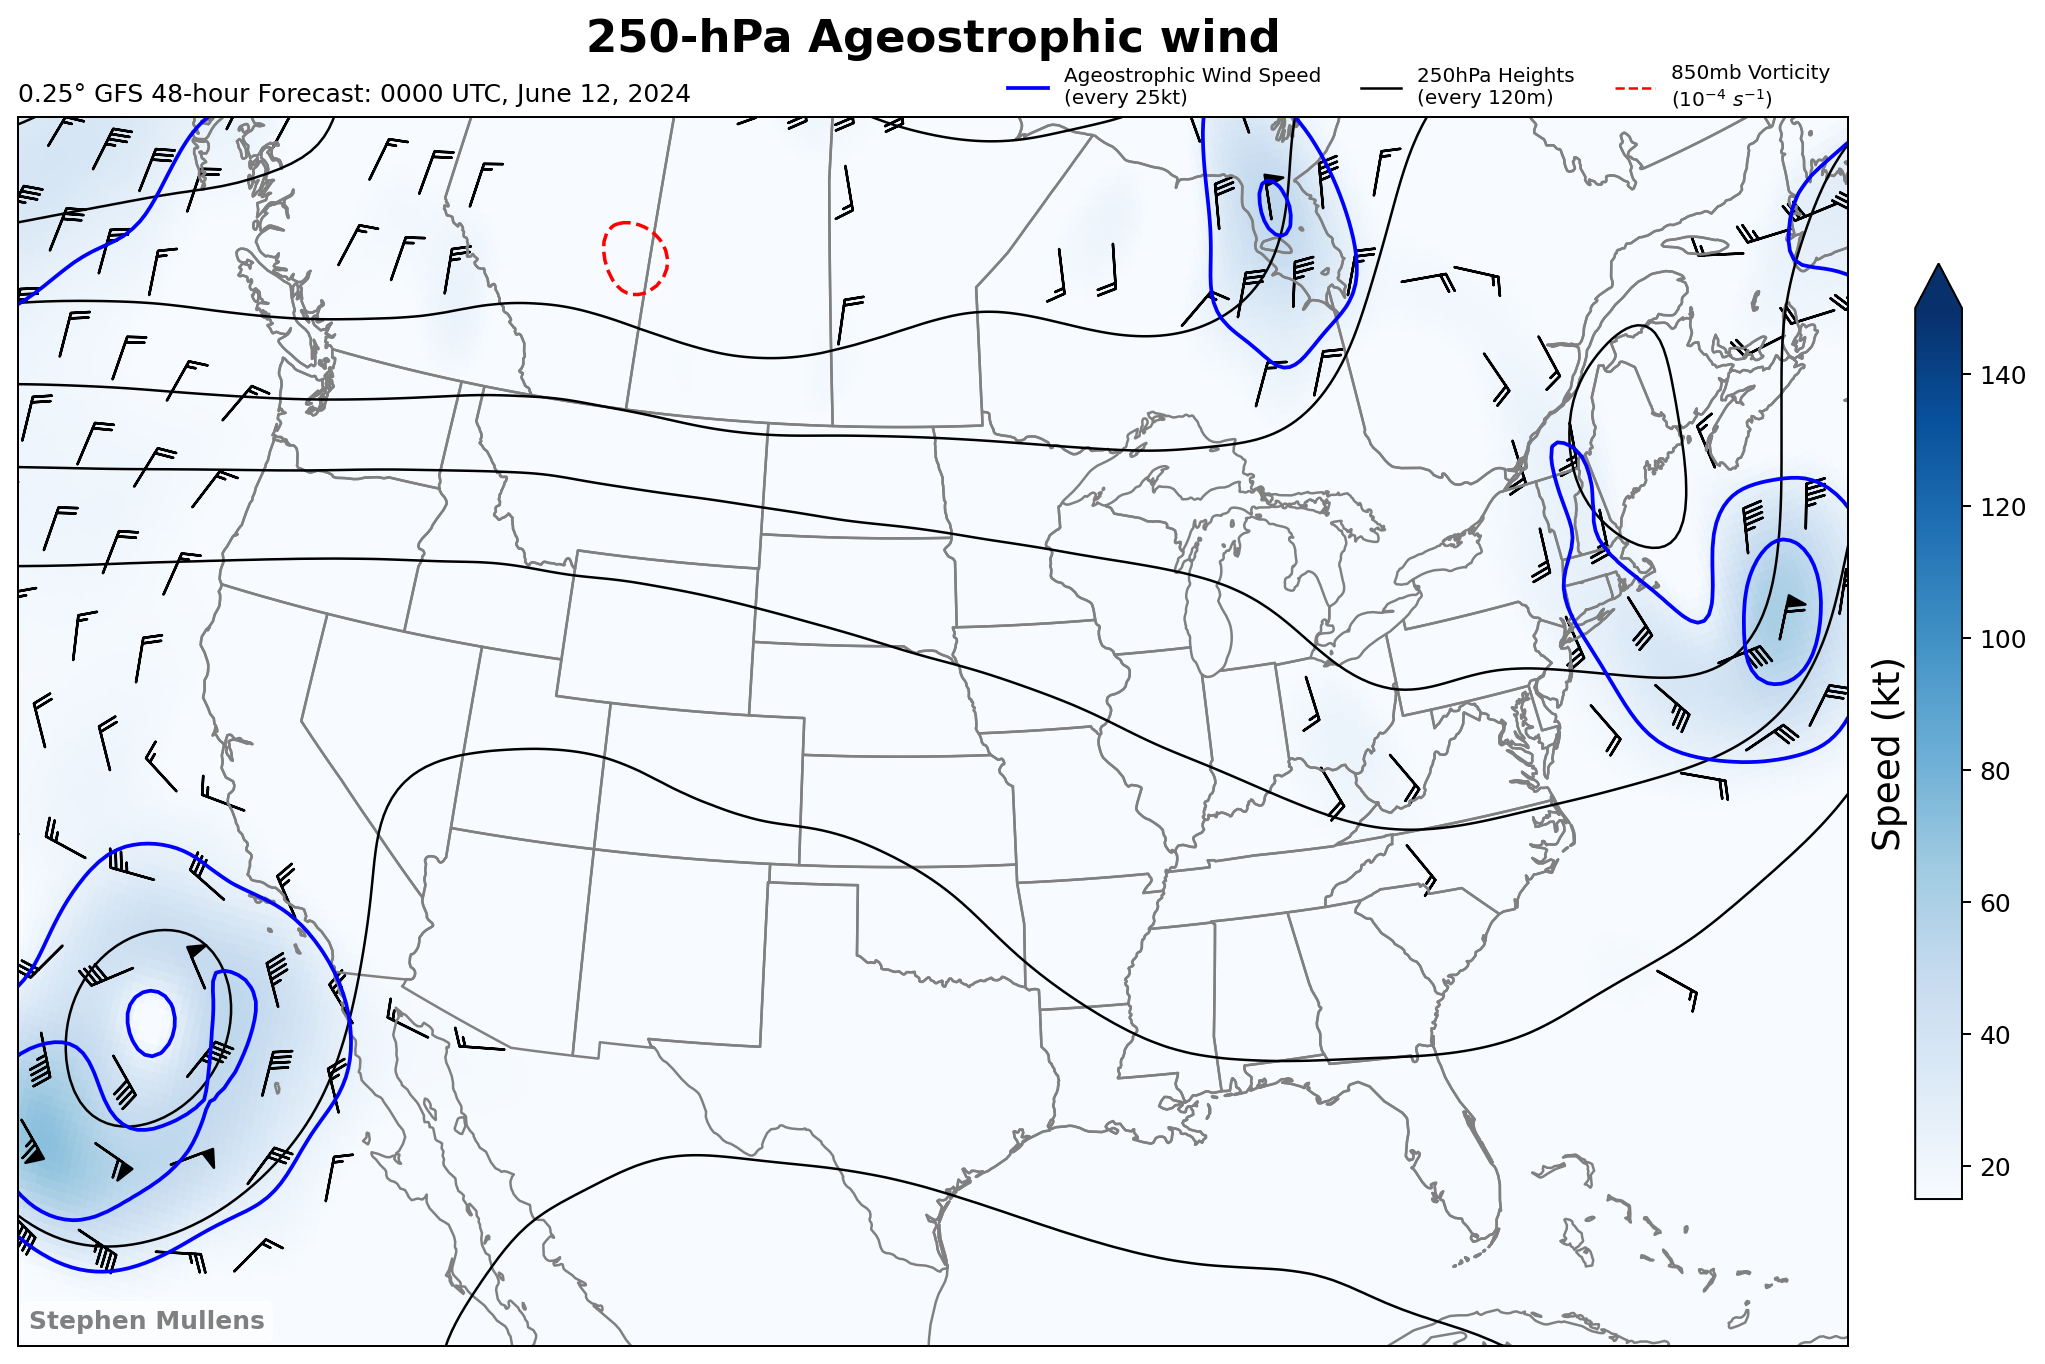 250-hPa Ageostrophic wind
0.25° GFS 48-hour Forecast: 0000 UTC, June 12, 2024
Ageostrophic Wind Speed
(every 25kt)
250hPa Heights
(every 120m)
850mb Vorticity
(10⁻⁴ s⁻¹)
140
120
100
80
60
40
20
Speed (kt)
Stephen Mullens